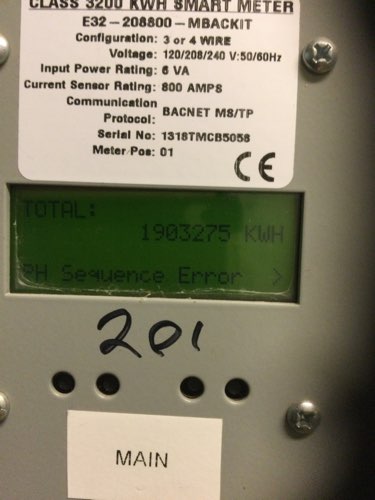 CLASS 3200 KWH SMART METER
E32-208800-MBACKIT
Configuration: 3 or 4 WIRE
Voltage: 120/208/240 V:50/60Hz
Input Power Rating: 6 VA
Current Sensor Rating: 800 AMPS
Communication
Protocol: BACNET MS/TP
Serial No: 1318TMCB5058
Meter Pos: 01
CE
TOTAL:
1903275 KWH
PH Sequence Error >
201
MAIN